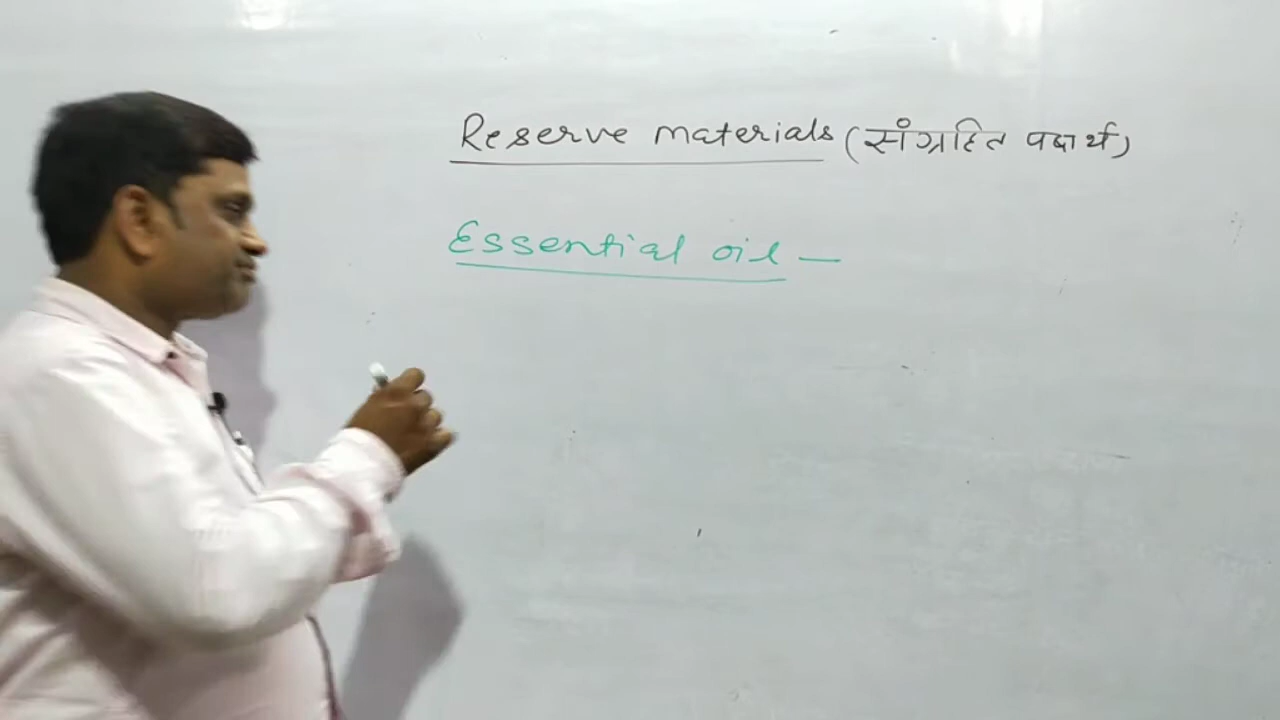 Reserve materials (संग्रहित पदार्थ)
Essential oil —